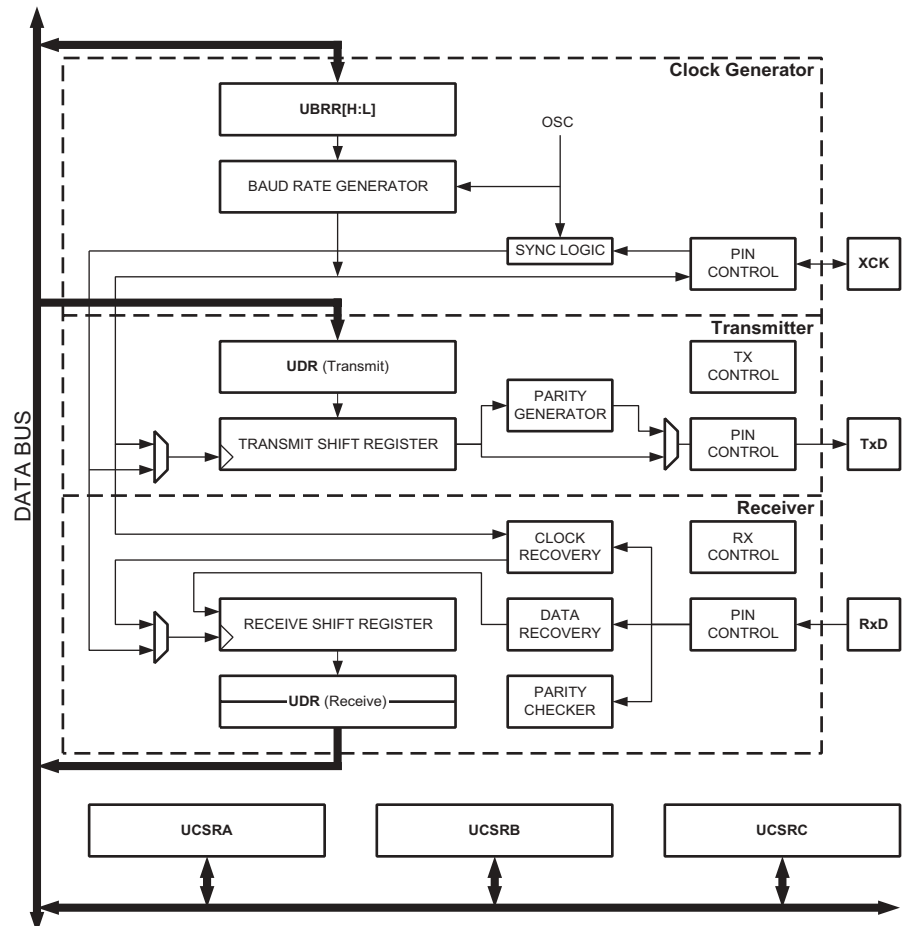 Clock Generator
UBRR[H:L]
OSC
BAUD RATE GENERATOR
SYNC LOGIC
PIN
CONTROL
XCK
Transmitter
UDR (Transmit)
TX
CONTROL
PARITY
GENERATOR
TRANSMIT SHIFT REGISTER
PIN
CONTROL
TxD
DATA BUS
Receiver
CLOCK
RECOVERY
RX
CONTROL
RECEIVE SHIFT REGISTER
DATA
RECOVERY
PIN
CONTROL
RxD
UDR (Receive)
PARITY
CHECKER
UCSRA
UCSRB
UCSRC